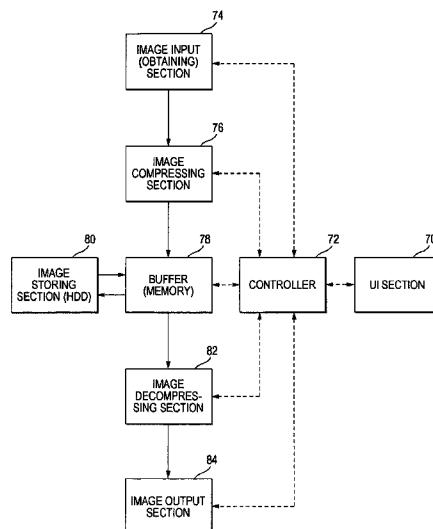 74
IMAGE INPUT
(OBTAINING)
SECTION
76
IMAGE
COMPRESSING
SECTION
80
IMAGE
STORING
SECTION (HDD)
78
BUFFER
(MEMORY)
72
CONTROLLER
70
UI SECTION
82
IMAGE
DECOMPRES-
SING SECTION
84
IMAGE OUTPUT
SECTION